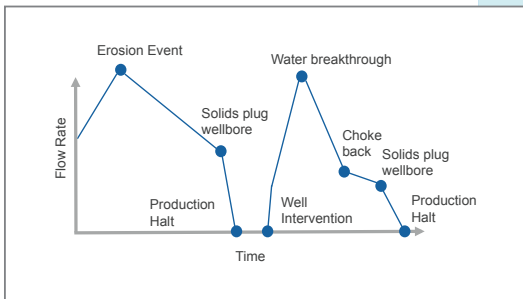 Erosion Event
Water breakthrough
Solids plug
wellbore
Choke
back
Solids plug
wellbore
Flow Rate
Production
Halt
Well
Intervention
Production
Halt
Time